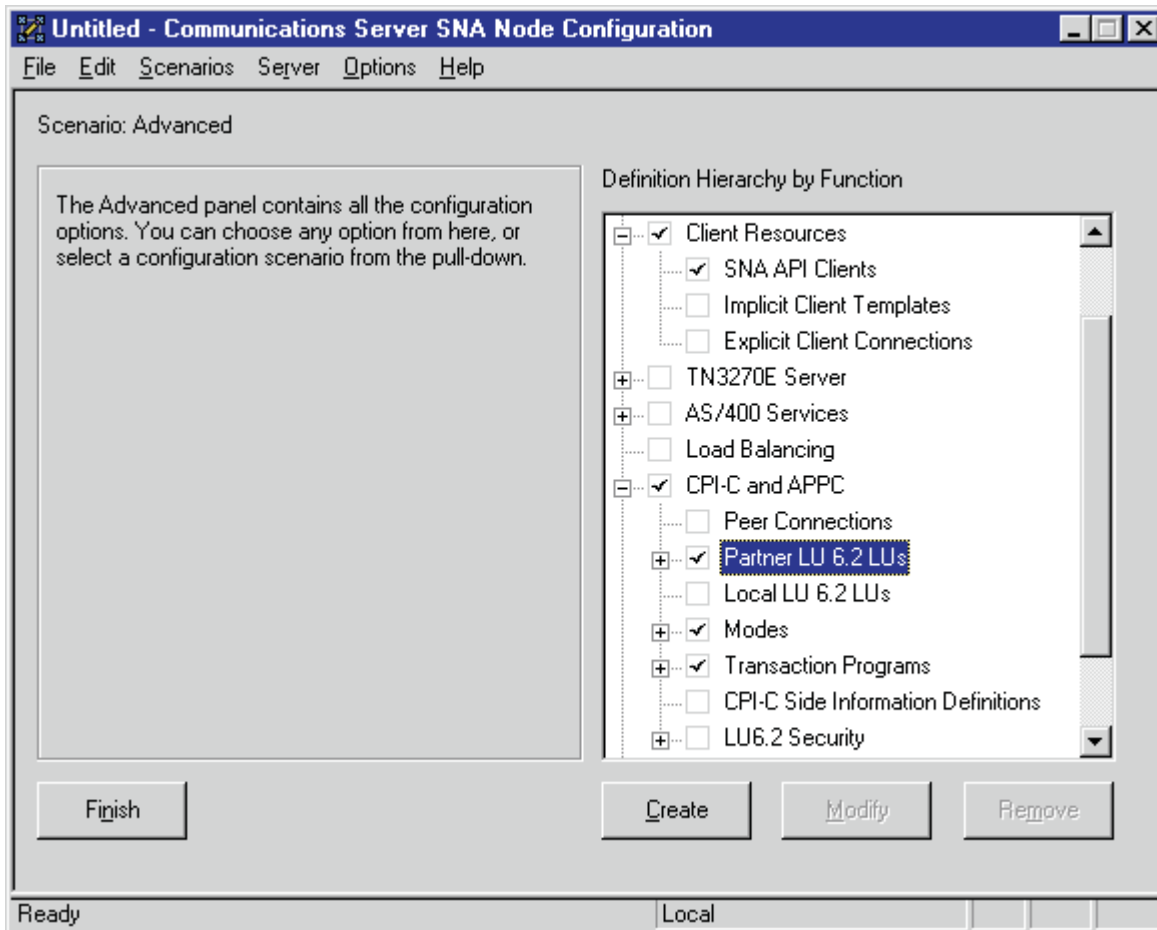 Untitled - Communications Server SNA Node Configuration
File Edit Scenarios Server Options Help
Scenario: Advanced
The Advanced panel contains all the configuration
options. You can choose any option from here, or
select a configuration scenario from the pull-down.
Definition Hierarchy by Function
Client Resources
SNA API Clients
Implicit Client Templates
Explicit Client Connections
TN3270E Server
AS/400 Services
Load Balancing
CPI-C and APPC
Peer Connections
Partner LU 6.2 LUs
Local LU 6.2 LUs
Modes
Transaction Programs
CPI-C Side Information Definitions
LU6.2 Security
Finish
Create
Modify
Remove
Ready
Local